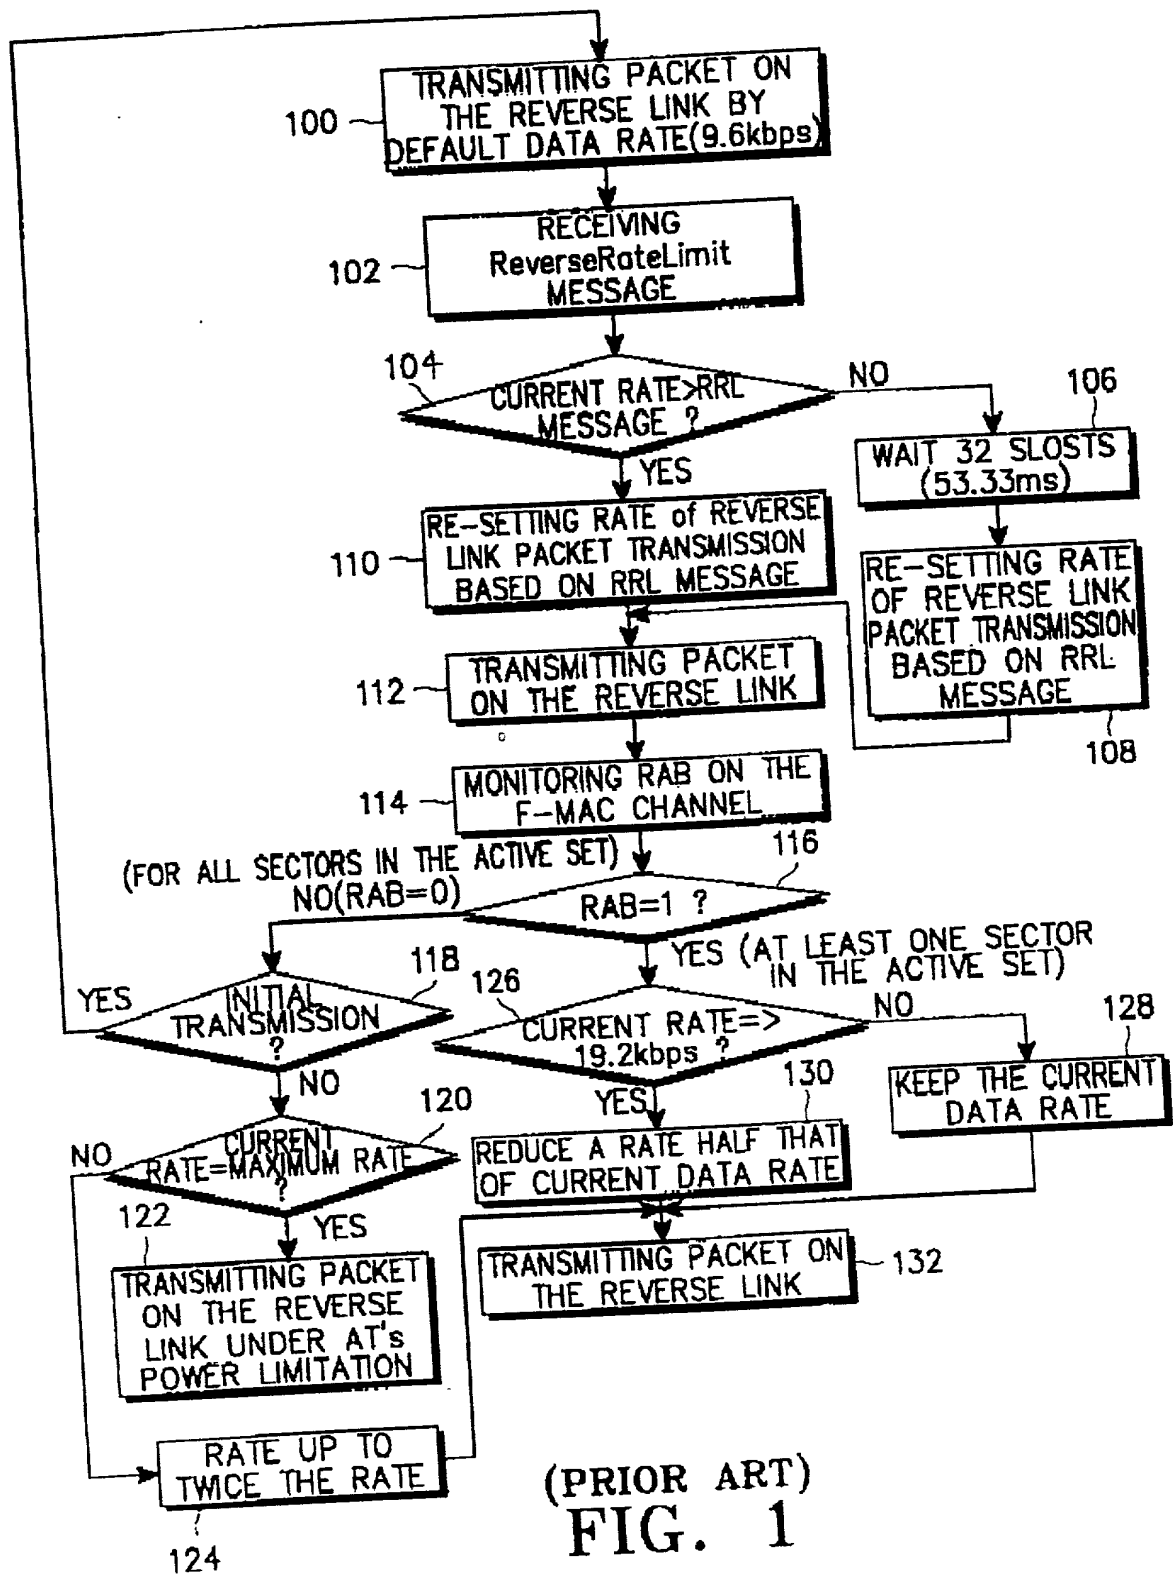 TRANSMITTING PACKET ON
THE REVERSE LINK BY
DEFAULT DATA RATE(9.6kbps)
100
RECEIVING
ReverseRateLimit
MESSAGE
102
104
CURRENT RATE>RRL
MESSAGE ?
NO
106
WAIT 32 SLOSTS
(53.33ms)
YES
RE-SETTING RATE of REVERSE
LINK PACKET TRANSMISSION
BASED ON RRL MESSAGE
110
RE-SETTING RATE
OF REVERSE LINK
PACKET TRANSMISSION
BASED ON RRL
MESSAGE
108
TRANSMITTING PACKET
ON THE REVERSE LINK
112
MONITORING RAB ON THE
F-MAC CHANNEL
114
116
(FOR ALL SECTORS IN THE ACTIVE SET)
NO(RAB=0)
RAB=1 ?
YES (AT LEAST ONE SECTOR
IN THE ACTIVE SET)
118
YES
INITIAL
TRANSMISSION
?
NO
126
CURRENT RATE=>
19.2kbps ?
NO
128
KEEP THE CURRENT
DATA RATE
YES
130
REDUCE A RATE HALF THAT
OF CURRENT DATA RATE
120
NO
CURRENT
RATE=MAXIMUM RATE
?
YES
122
TRANSMITTING PACKET
ON THE REVERSE
LINK UNDER AT's
POWER LIMITATION
TRANSMITTING PACKET ON
THE REVERSE LINK
132
RATE UP TO
TWICE THE RATE
124
(PRIOR ART)
FIG. 1